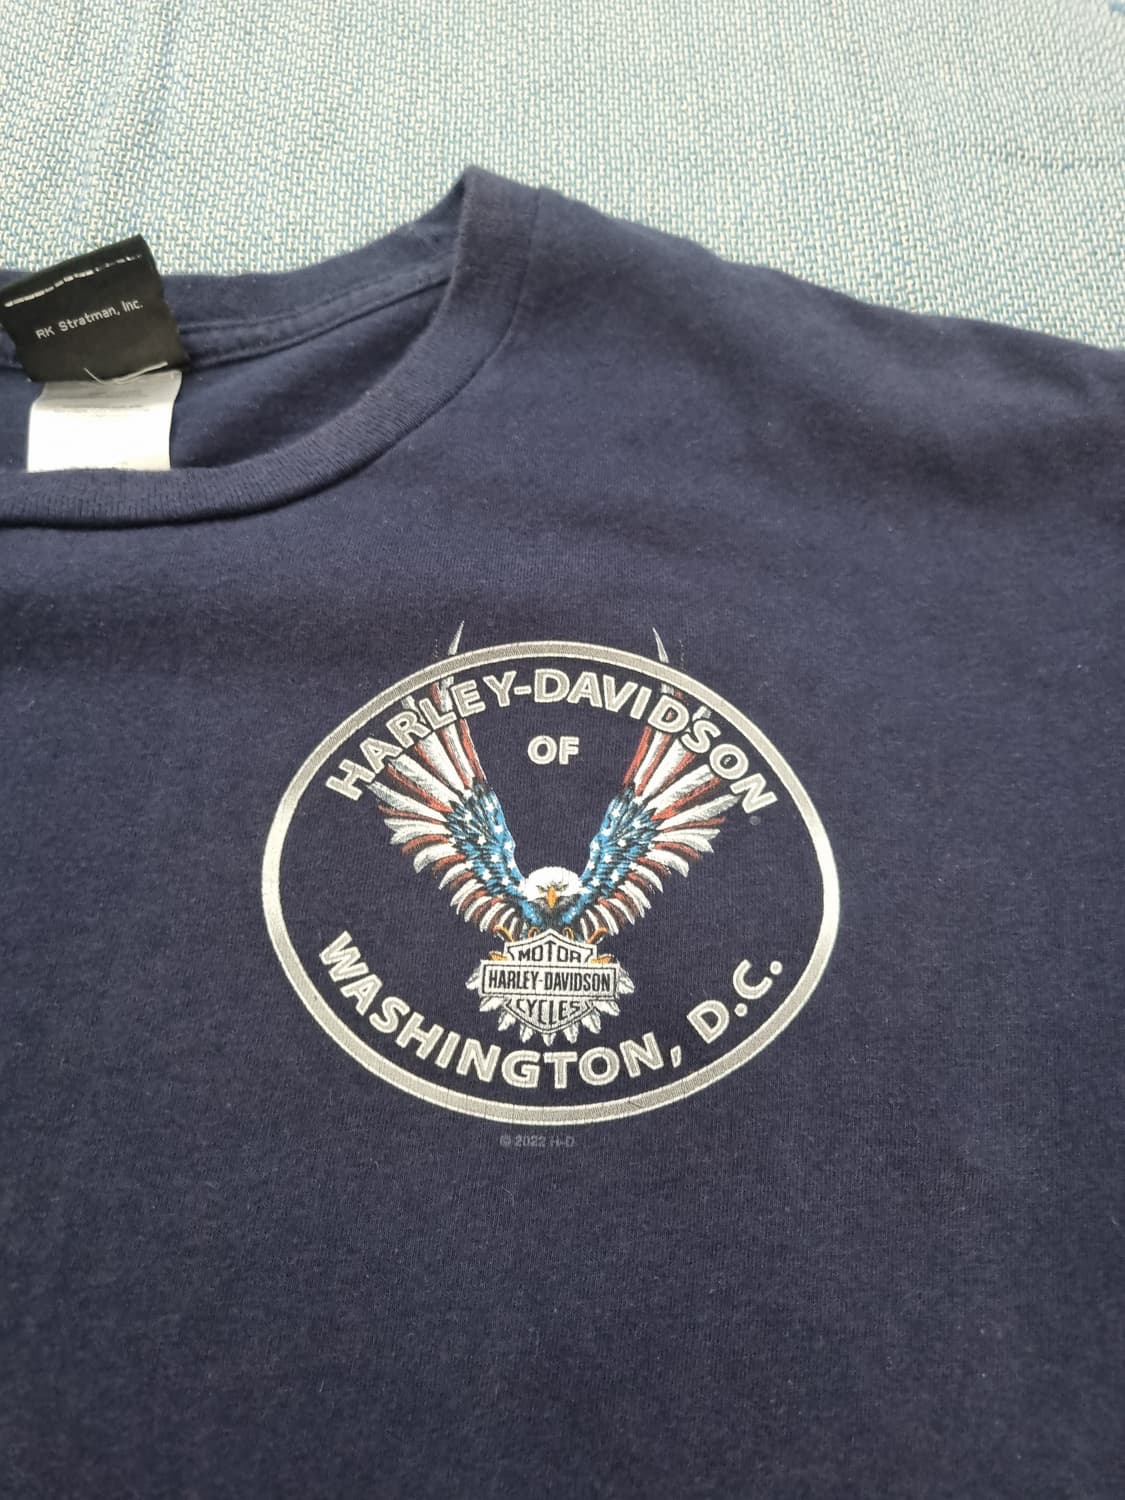 RK Stratman, Inc.
HARLEY-DAVIDSON
OF
MOTOR
HARLEY-DAVIDSON
CYCLES
WASHINGTON, D.C.
© 2022 H-D